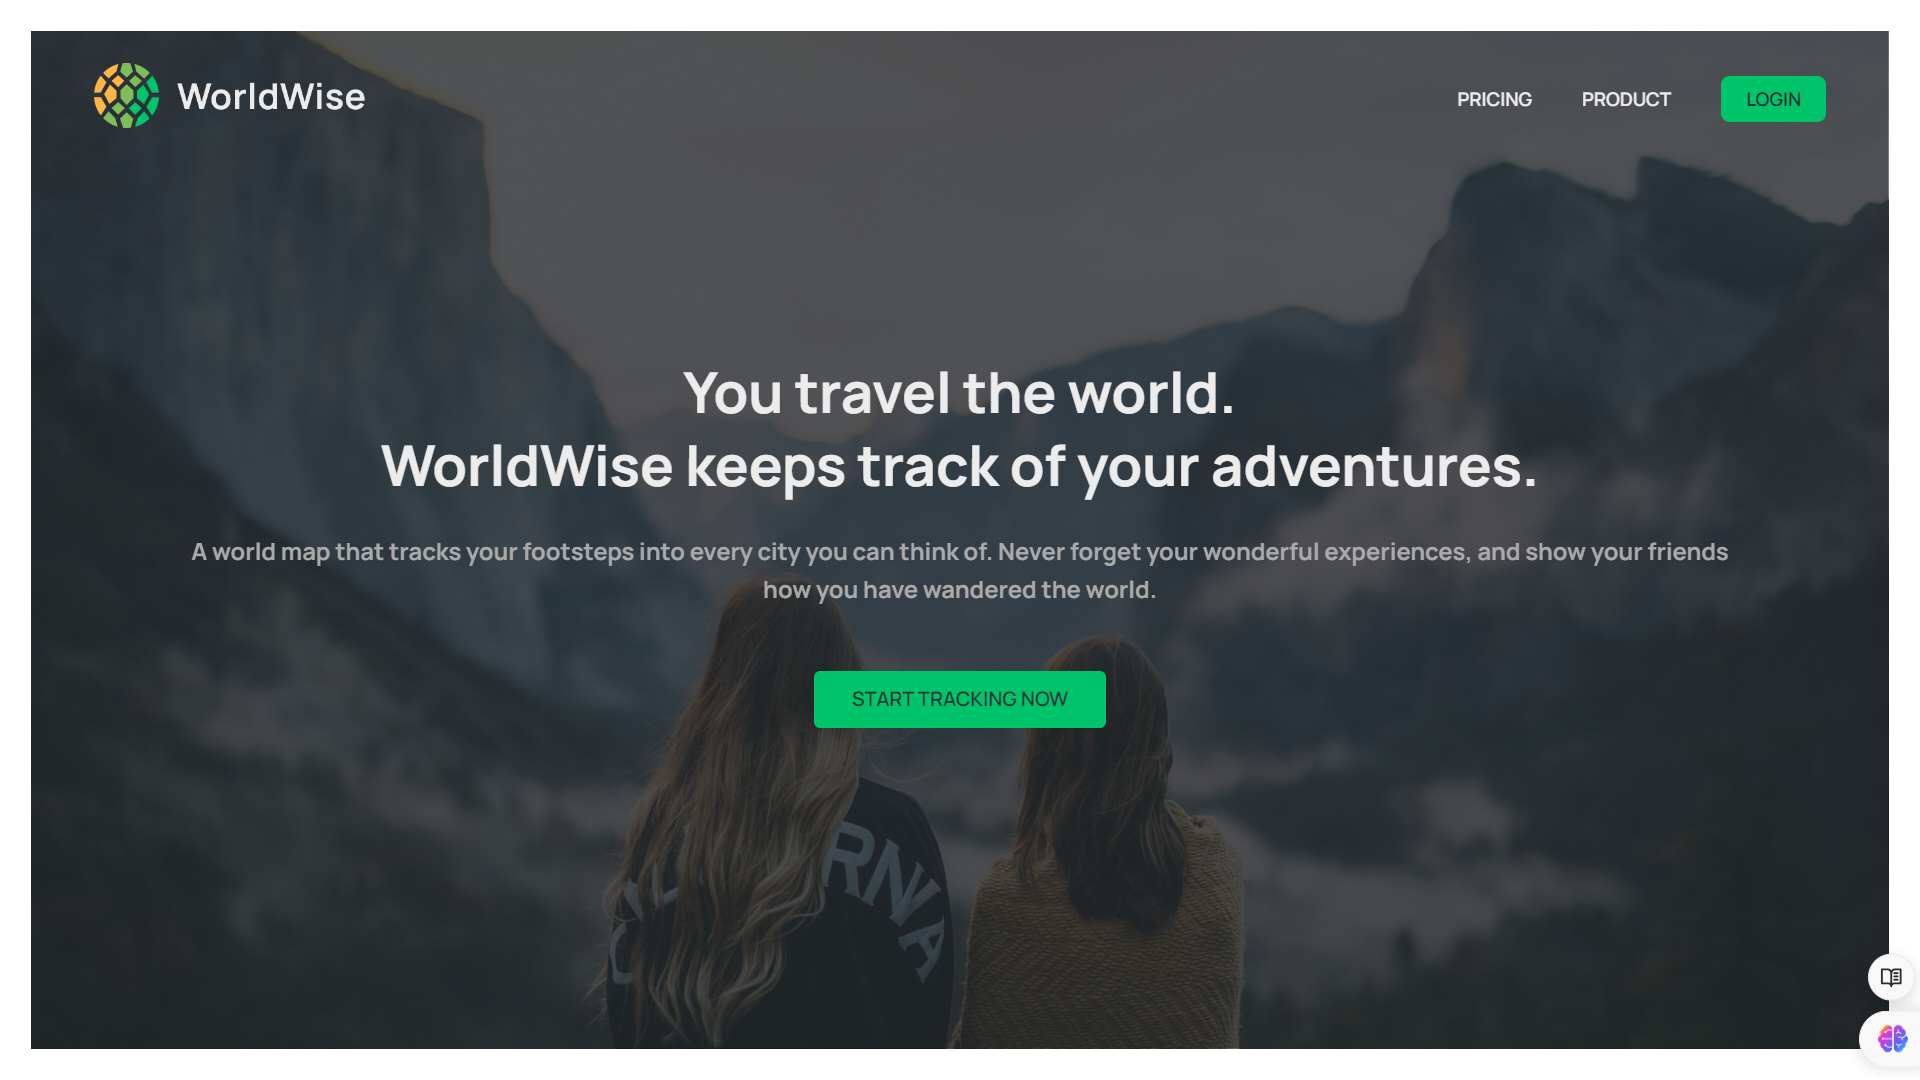 WorldWise
PRICING
PRODUCT
LOGIN
You travel the world.
WorldWise keeps track of your adventures.
A world map that tracks your footsteps into every city you can think of. Never forget your wonderful experiences, and show your friends
how you have wandered the world.
START TRACKING NOW
RNIA